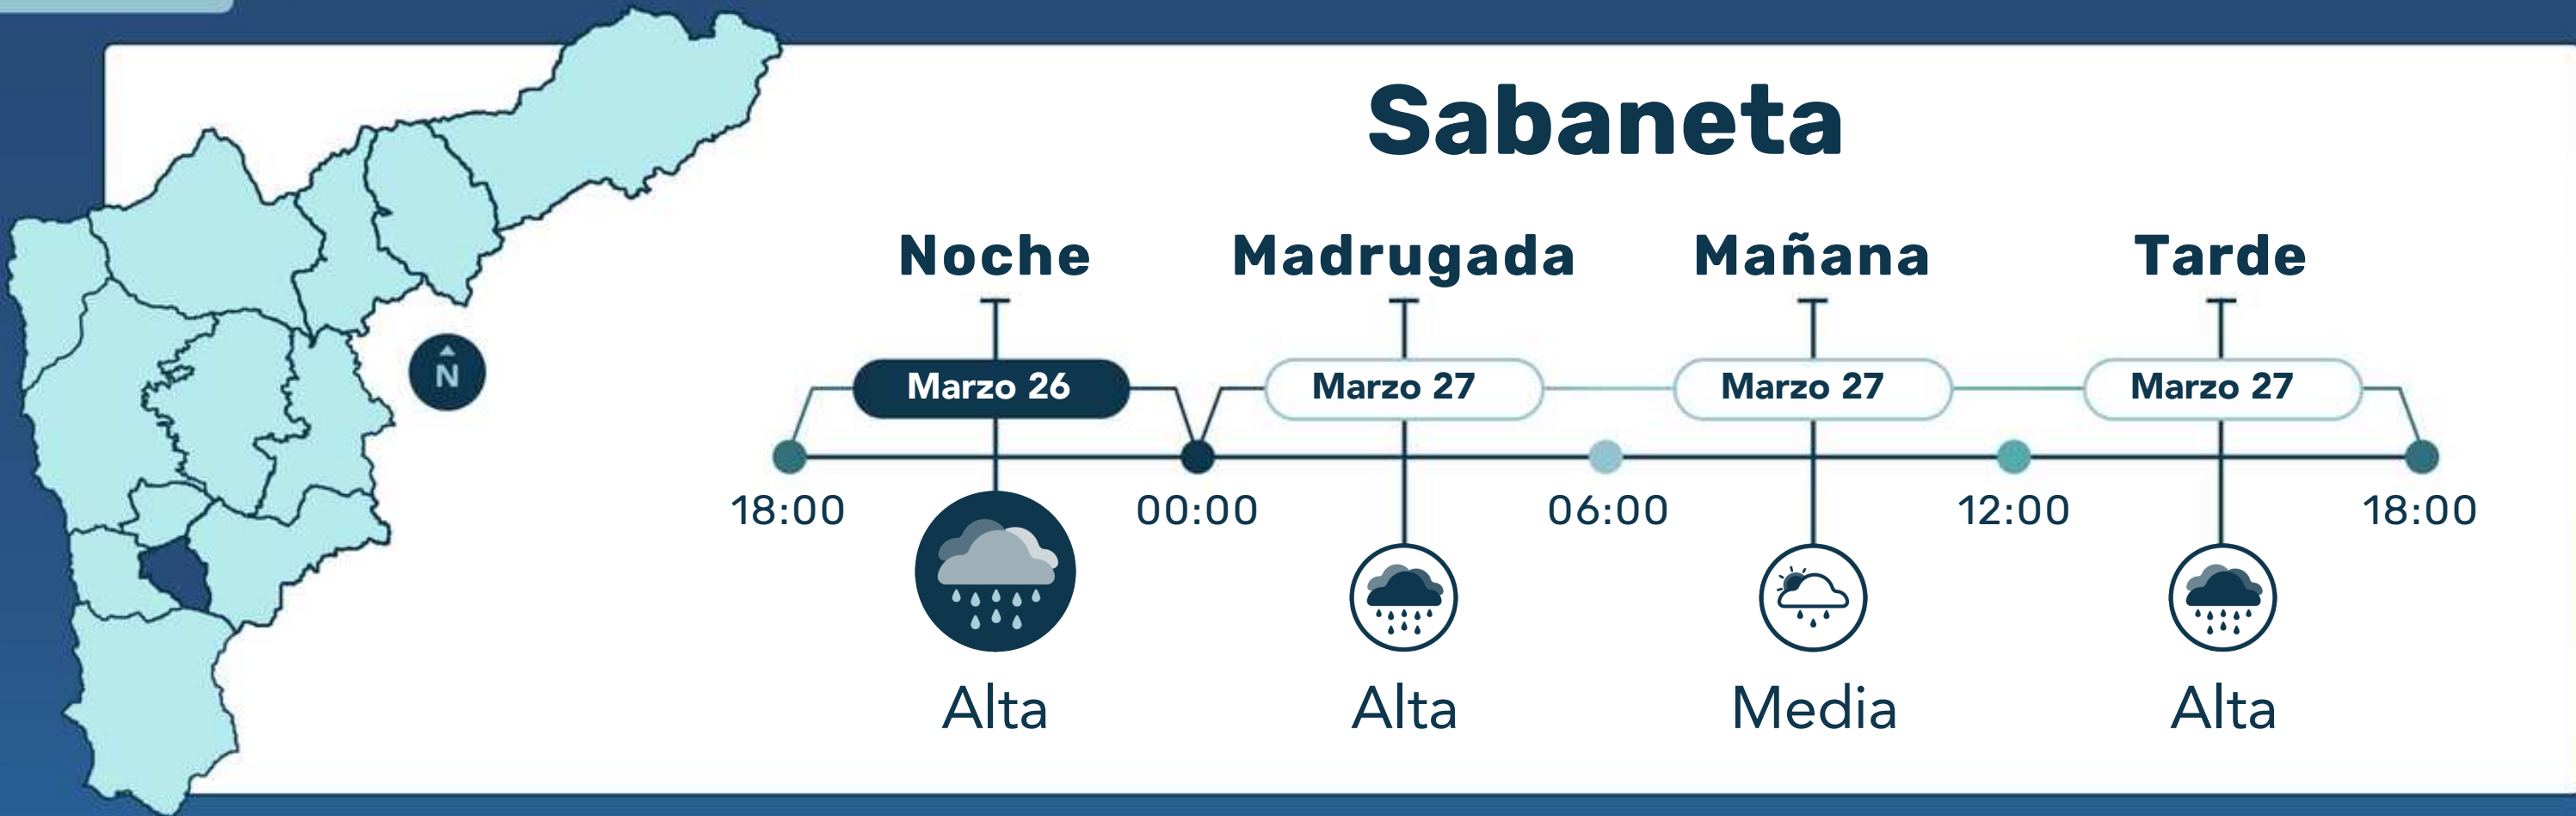 Sabaneta
Noche Madrugada Mañana Tarde
Marzo 26 Marzo 27 Marzo 27 Marzo 27
N
18:00 00:00 06:00 12:00 18:00
Alta Alta Media Alta